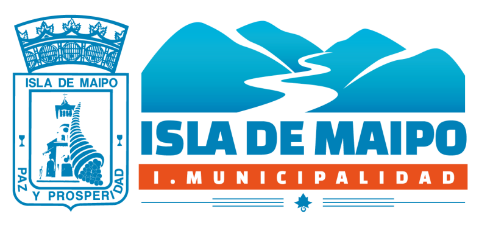 ISLA DE MAIPO
PAZ Y PROSPERIDAD
ISLA DE MAIPO
I. MUNICIPALIDAD